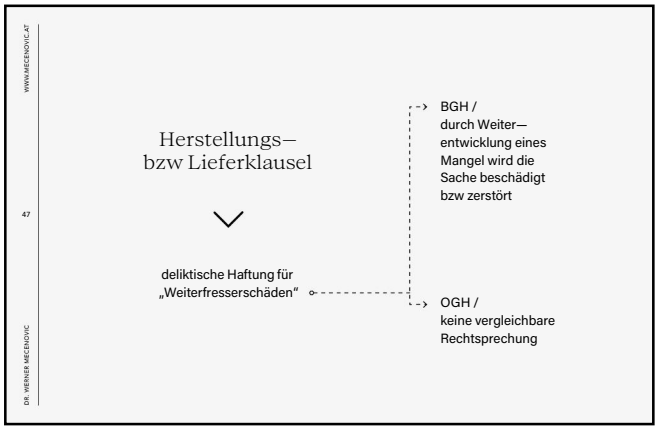 WWW.MECENOVIC.AT
47
DR. WERNER MECENOVIC
Herstellungs—
bzw Lieferklausel
deliktische Haftung für
„Weiterfresserschäden“
BGH /
durch Weiter—
entwicklung eines
Mangel wird die
Sache beschädigt
bzw zerstört
OGH /
keine vergleichbare
Rechtsprechung